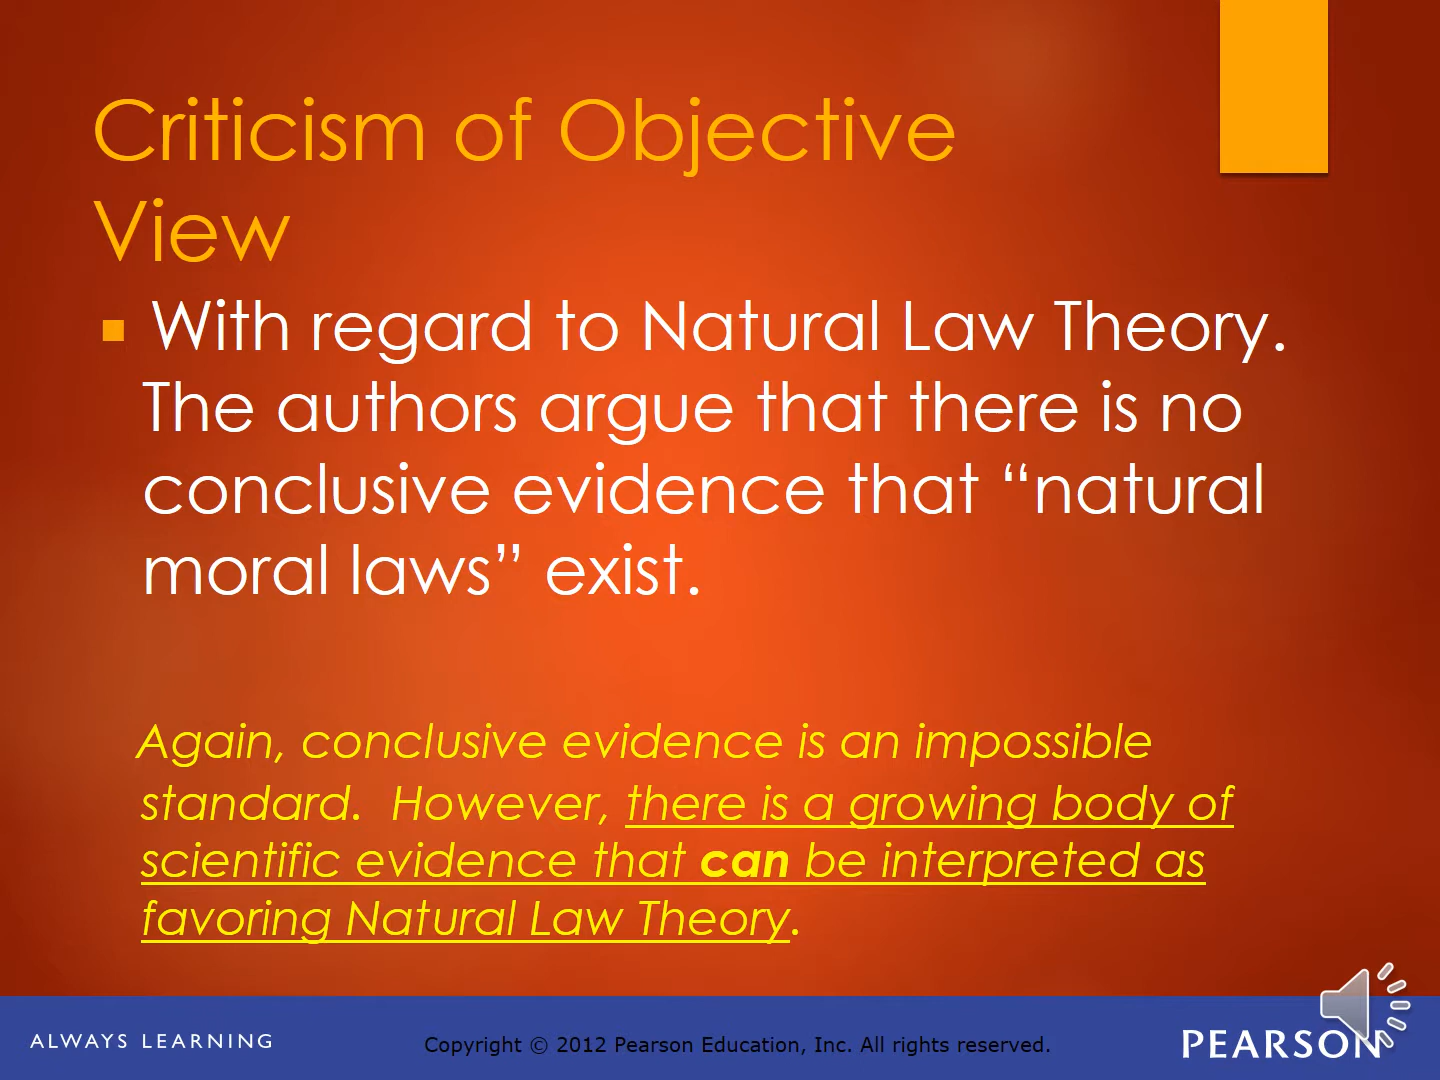 Criticism of Objective
View
With regard to Natural Law Theory.
The authors argue that there is no
conclusive evidence that “natural
moral laws” exist.
Again, conclusive evidence is an impossible
standard. However, there is a growing body of
scientific evidence that can be interpreted as
favoring Natural Law Theory.
ALWAYS LEARNING
Copyright © 2012 Pearson Education, Inc. All rights reserved.
PEARSON